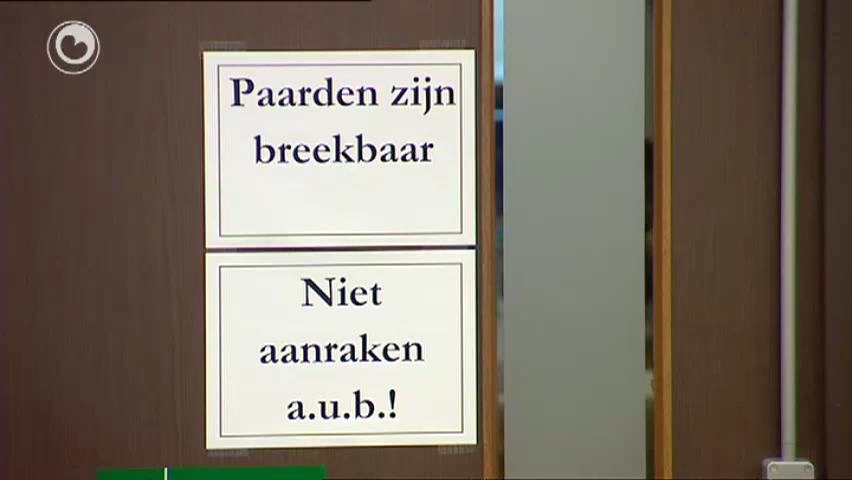 Paarden zijn
breekbaar
Niet
aanraken
a.u.b.!